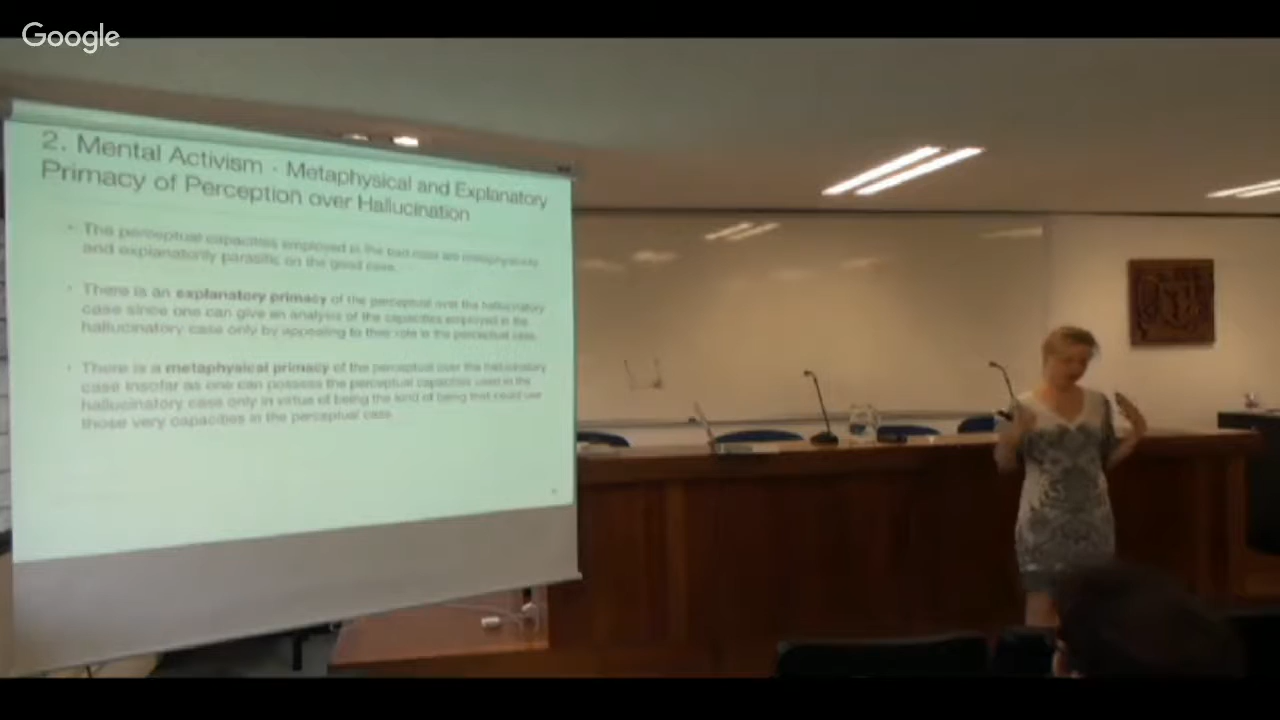 Google
2. Mental Activism - Metaphysical and Explanatory
Primacy of Perception over Hallucination
• The perceptual capacities employed in the bad case are metaphysically
and explanatorily parasitic on the good case.
• There is an explanatory primacy of the perceptual over the hallucinatory
case since one can give an analysis of the capacities employed in the
hallucinatory case only by appealing to their role in the perceptual case.
• There is a metaphysical primacy of the perceptual over the hallucinatory
case insofar as one can possess the perceptual capacities used in the
hallucinatory case only in virtue of being the kind of being that could use
those very capacities in the perceptual case.